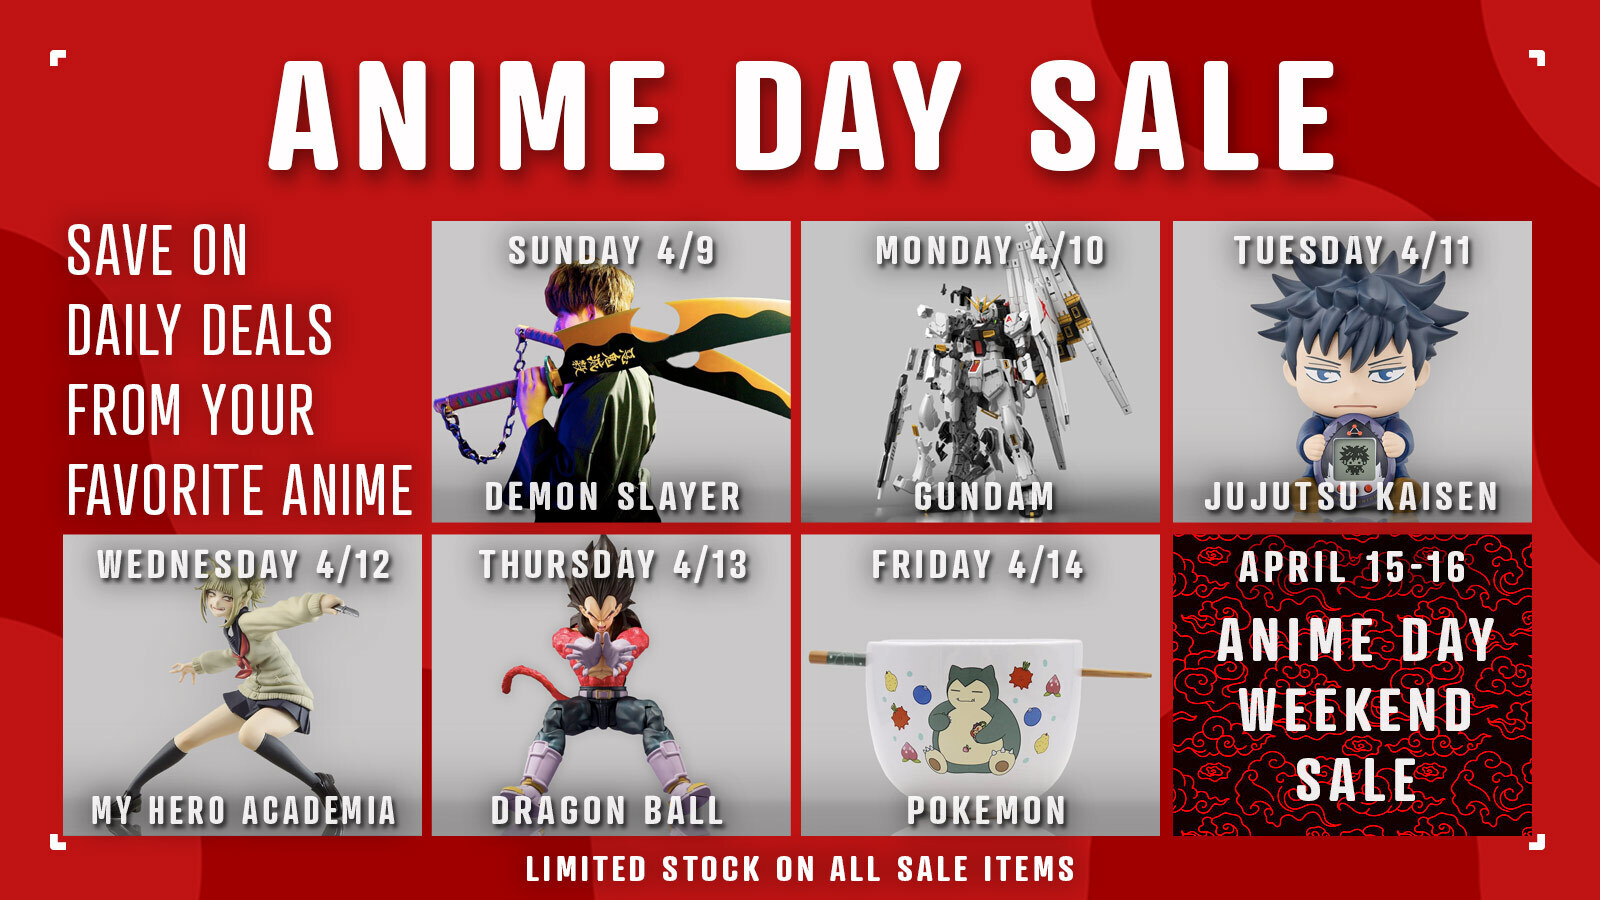 ANIME DAY SALE
SAVE ON
DAILY DEALS
FROM YOUR
FAVORITE ANIME
SUNDAY 4/9
DEMON SLAYER
MONDAY 4/10
GUNDAM
TUESDAY 4/11
JUJUTSU KAISEN
WEDNESDAY 4/12
MY HERO ACADEMIA
THURSDAY 4/13
DRAGON BALL
FRIDAY 4/14
POKEMON
APRIL 15-16
ANIME DAY
WEEKEND
SALE
LIMITED STOCK ON ALL SALE ITEMS